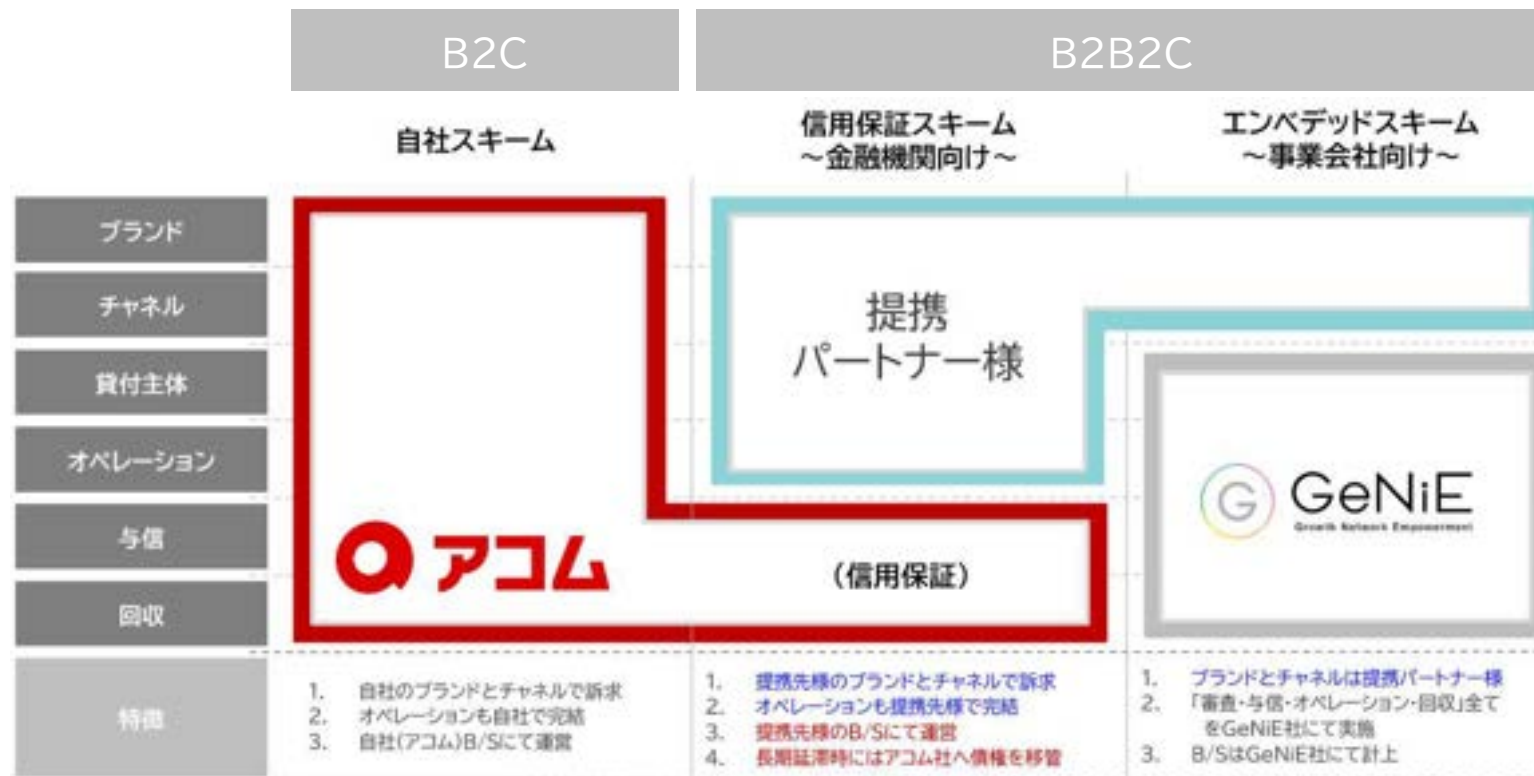 B2C
B2B2C
自社スキーム
信用保証スキーム
～金融機関向け～
エンベデッドスキーム
～事業会社向け～
ブランド
チャネル
貸付主体
オペレーション
与信
回収
特徴
提携
パートナー様
アコム
（信用保証）
G GeNiE
Growth Network Empowerment
1. 自社のブランドとチャネルで訴求
2. オペレーションも自社で完結
3. 自社(アコム)B/Sにて運営
1. 提携先様のブランドとチャネルで訴求
2. オペレーションも提携先様で完結
3. 提携先様のB/Sにて運営
4. 長期延滞時にはアコム社へ債権を移管
1. ブランドとチャネルは提携パートナー様
2. 「審査・与信・オペレーション・回収」全て
をGeNiE社にて実施
3. B/SはGeNiE社にて計上